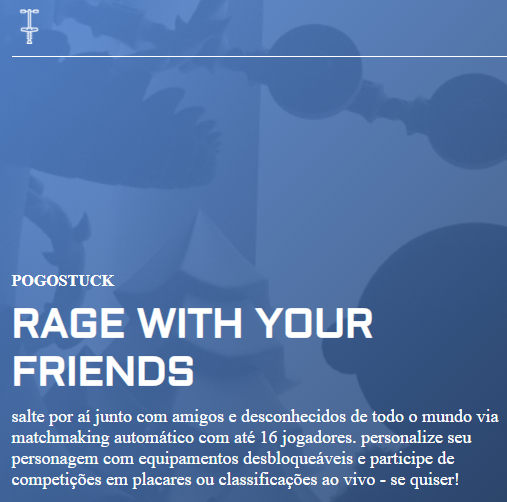 POGOSTUCK
RAGE WITH YOUR
FRIENDS
salte por aí junto com amigos e desconhecidos de todo o mundo via
matchmaking automático com até 16 jogadores. personalize seu
personagem com equipamentos desbloqueáveis e participe de
competições em placares ou classificações ao vivo - se quiser!